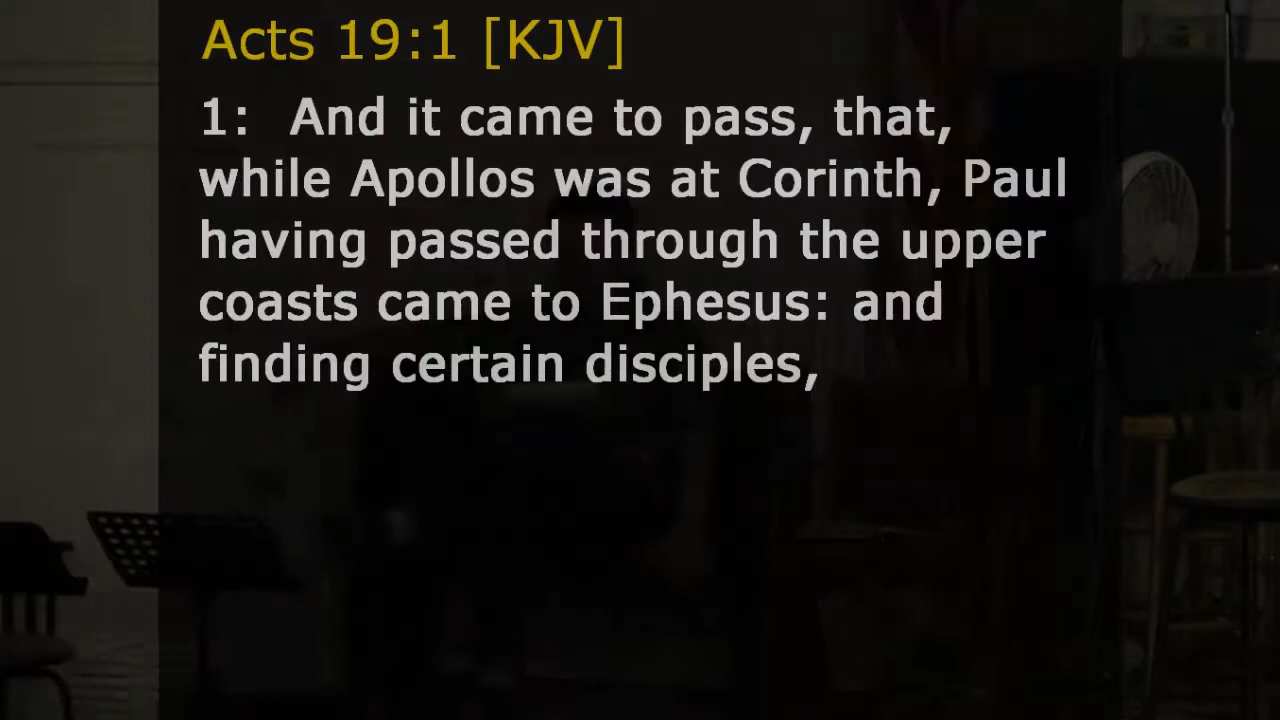 Acts 19:1 [KJV]
1: And it came to pass, that,
while Apollos was at Corinth, Paul
having passed through the upper
coasts came to Ephesus: and
finding certain disciples,